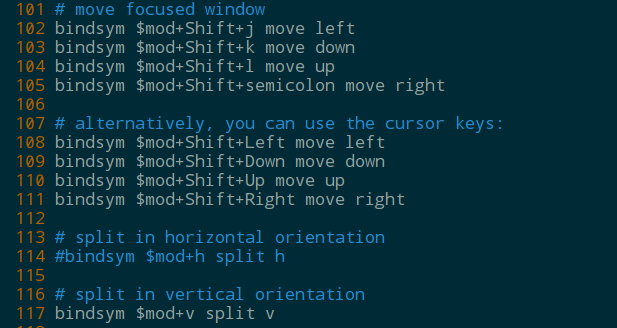 101 # move focused window
102 bindsym $mod+Shift+j move left
103 bindsym $mod+Shift+k move down
104 bindsym $mod+Shift+l move up
105 bindsym $mod+Shift+semicolon move right
106
107 # alternatively, you can use the cursor keys:
108 bindsym $mod+Shift+Left move left
109 bindsym $mod+Shift+Down move down
110 bindsym $mod+Shift+Up move up
111 bindsym $mod+Shift+Right move right
112
113 # split in horizontal orientation
114 #bindsym $mod+h split h
115
116 # split in vertical orientation
117 bindsym $mod+v split v